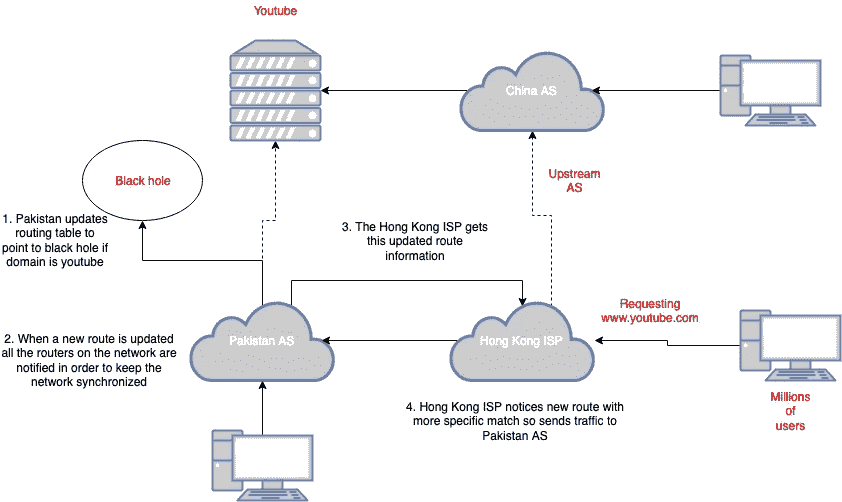 Youtube
China AS
Black hole
Upstream
AS
1. Pakistan updates
routing table to
point to black hole if
domain is youtube
3. The Hong Kong ISP gets
this updated route
information
Requesting
www.youtube.com
2. When a new route is updated
all the routers on the network are
notified in order to keep the
network synchronized
Pakistan AS
Hong Kong ISP
4. Hong Kong ISP notices new route with
more specific match so sends traffic to
Pakistan AS
Millions
of
users